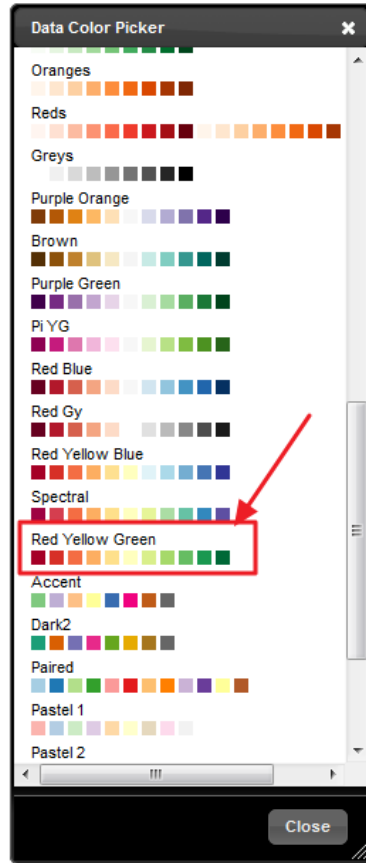 Data Color Picker
Oranges
Reds
Greys
Purple Orange
Brown
Purple Green
Pi YG
Red Blue
Red Gy
Red Yellow Blue
Spectral
Red Yellow Green
Accent
Dark2
Paired
Pastel 1
Pastel 2
Close